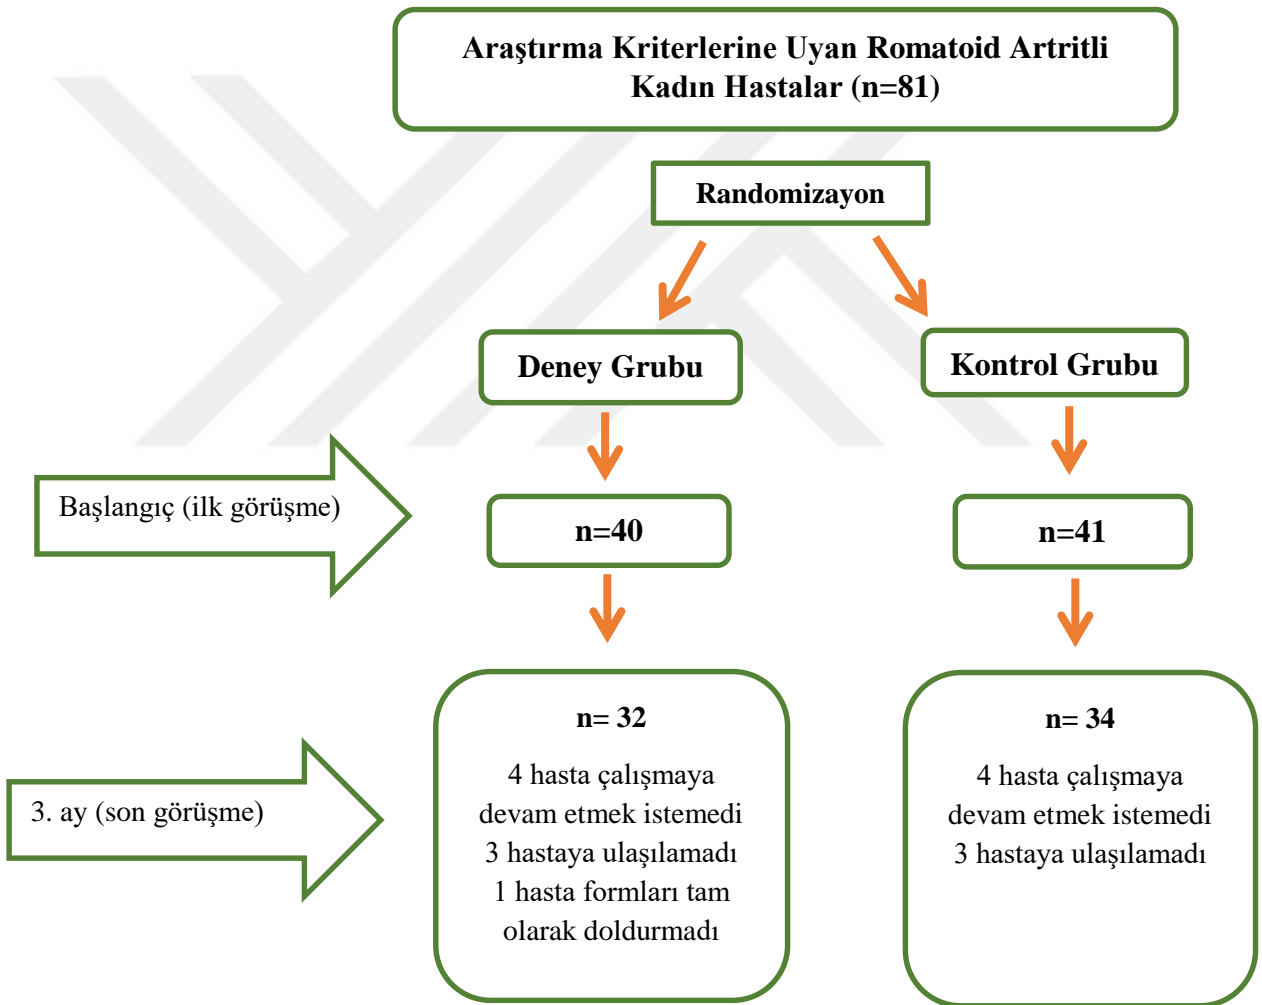 Araştırma Kriterlerine Uyan Romatoid Artritli
Kadın Hastalar (n=81)
Randomizayon
Deney Grubu
Kontrol Grubu
Başlangıç (ilk görüşme)
n=40
n=41
3. ay (son görüşme)
n= 32
4 hasta çalışmaya
devam etmek istemedi
3 hastaya ulaşılamadı
1 hasta formları tam
olarak doldurmadı
n= 34
4 hasta çalışmaya
devam etmek istemedi
3 hastaya ulaşılamadı